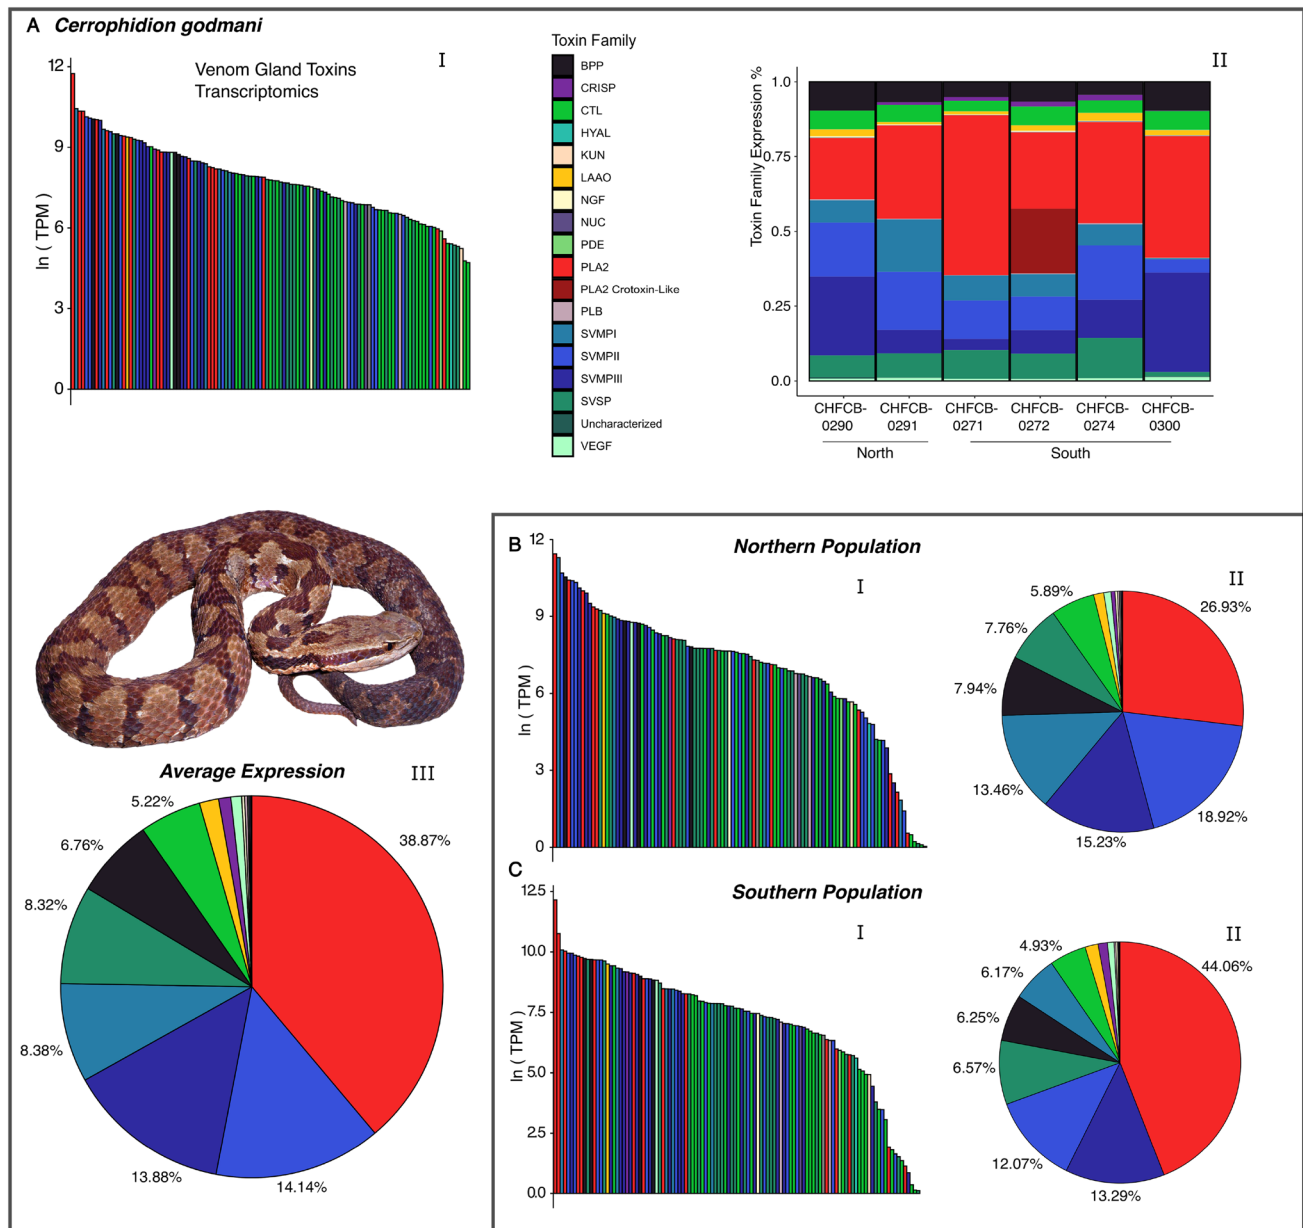 A Cerrophidion godmani
I
Venom Gland Toxins
Transcriptomics
12
9
6
3
0
ln ( TPM )
Toxin Family
BPP
CRISP
CTL
HYAL
KUN
LAAO
NGF
NUC
PDE
PLA2
PLA2 Crotoxin-Like
PLB
SVMPI
SVMPII
SVMPIII
SVSP
Uncharacterized
VEGF
II
Toxin Family Expression %
1.0
0.75
0.5
0.25
0.0
CHFCB- CHFCB- CHFCB- CHFCB- CHFCB- CHFCB-
0290 0291 0271 0272 0274 0300
North South
Average Expression III
5.22%
6.76%
38.87%
8.32%
8.38%
13.88%
14.14%
B Northern Population
I
12
9
6
3
0
ln ( TPM )
II
5.89%
26.93%
7.76%
7.94%
13.46%
18.92%
15.23%
C Southern Population
I
12.5
10.0
7.5
5.0
2.5
0.0
ln ( TPM )
II
4.93%
44.06%
6.17%
6.25%
6.57%
12.07%
13.29%